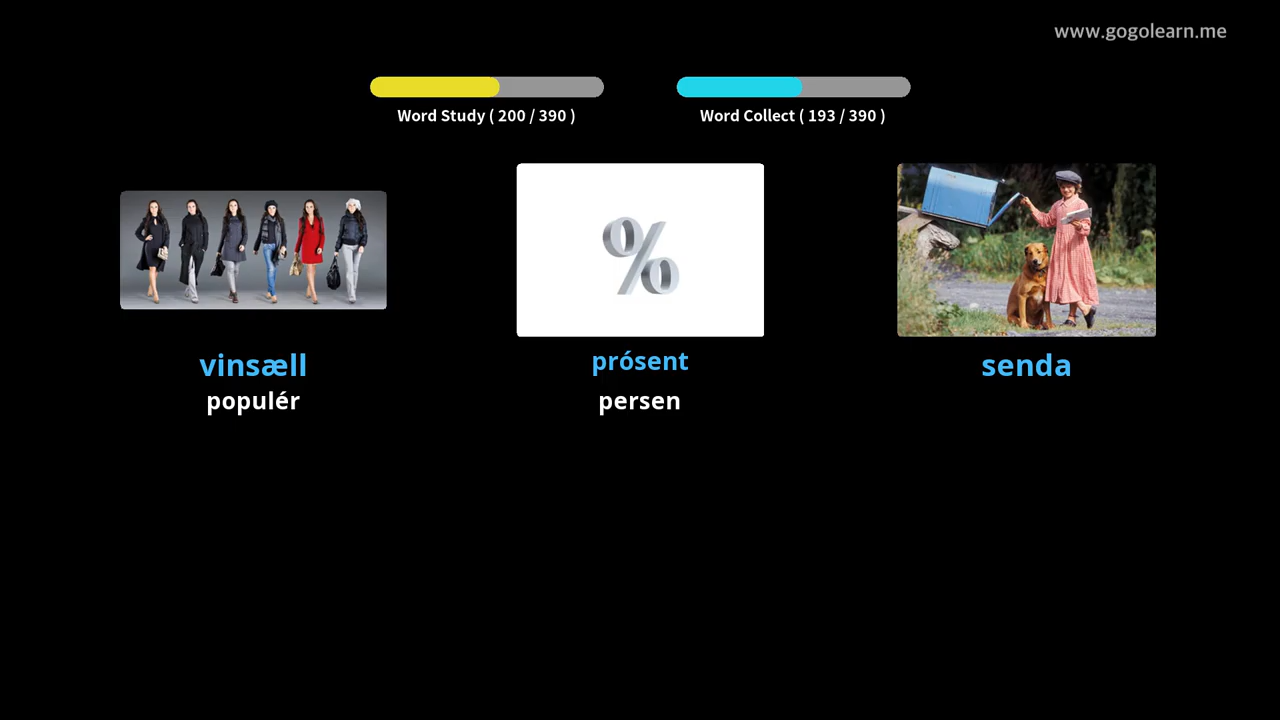 www.gogolearn.me
Word Study ( 200 / 390 )
Word Collect ( 193 / 390 )
vinsæll
populér
prósent
persen
senda